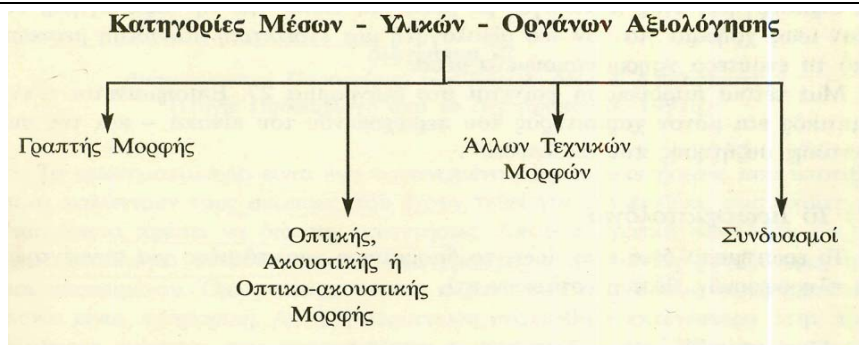 Κατηγορίες Μέσων - Υλικών - Οργάνων Αξιολόγησης
Γραπτής Μορφής
Άλλων Τεχνικών
Μορφών
Οπτικής,
Ακουστικής ή
Οπτικο-ακουστικής
Μορφής
Συνδυασμοί